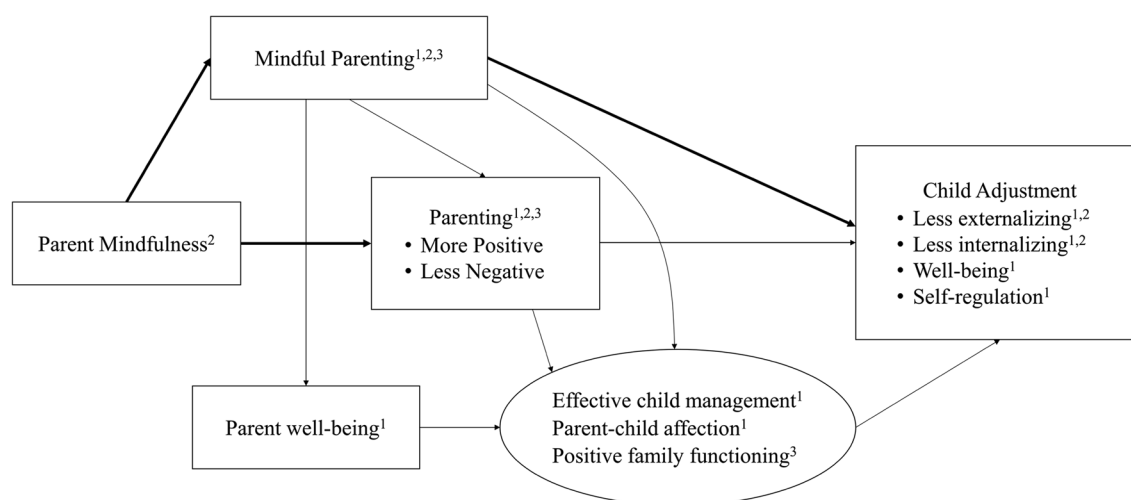 Mindful Parenting1,2,3
Parent Mindfulness2
Parenting1,2,3
• More Positive
• Less Negative
Child Adjustment
• Less externalizing1,2
• Less internalizing1,2
• Well-being1
• Self-regulation1
Parent well-being1
Effective child management1
Parent-child affection1
Positive family functioning3